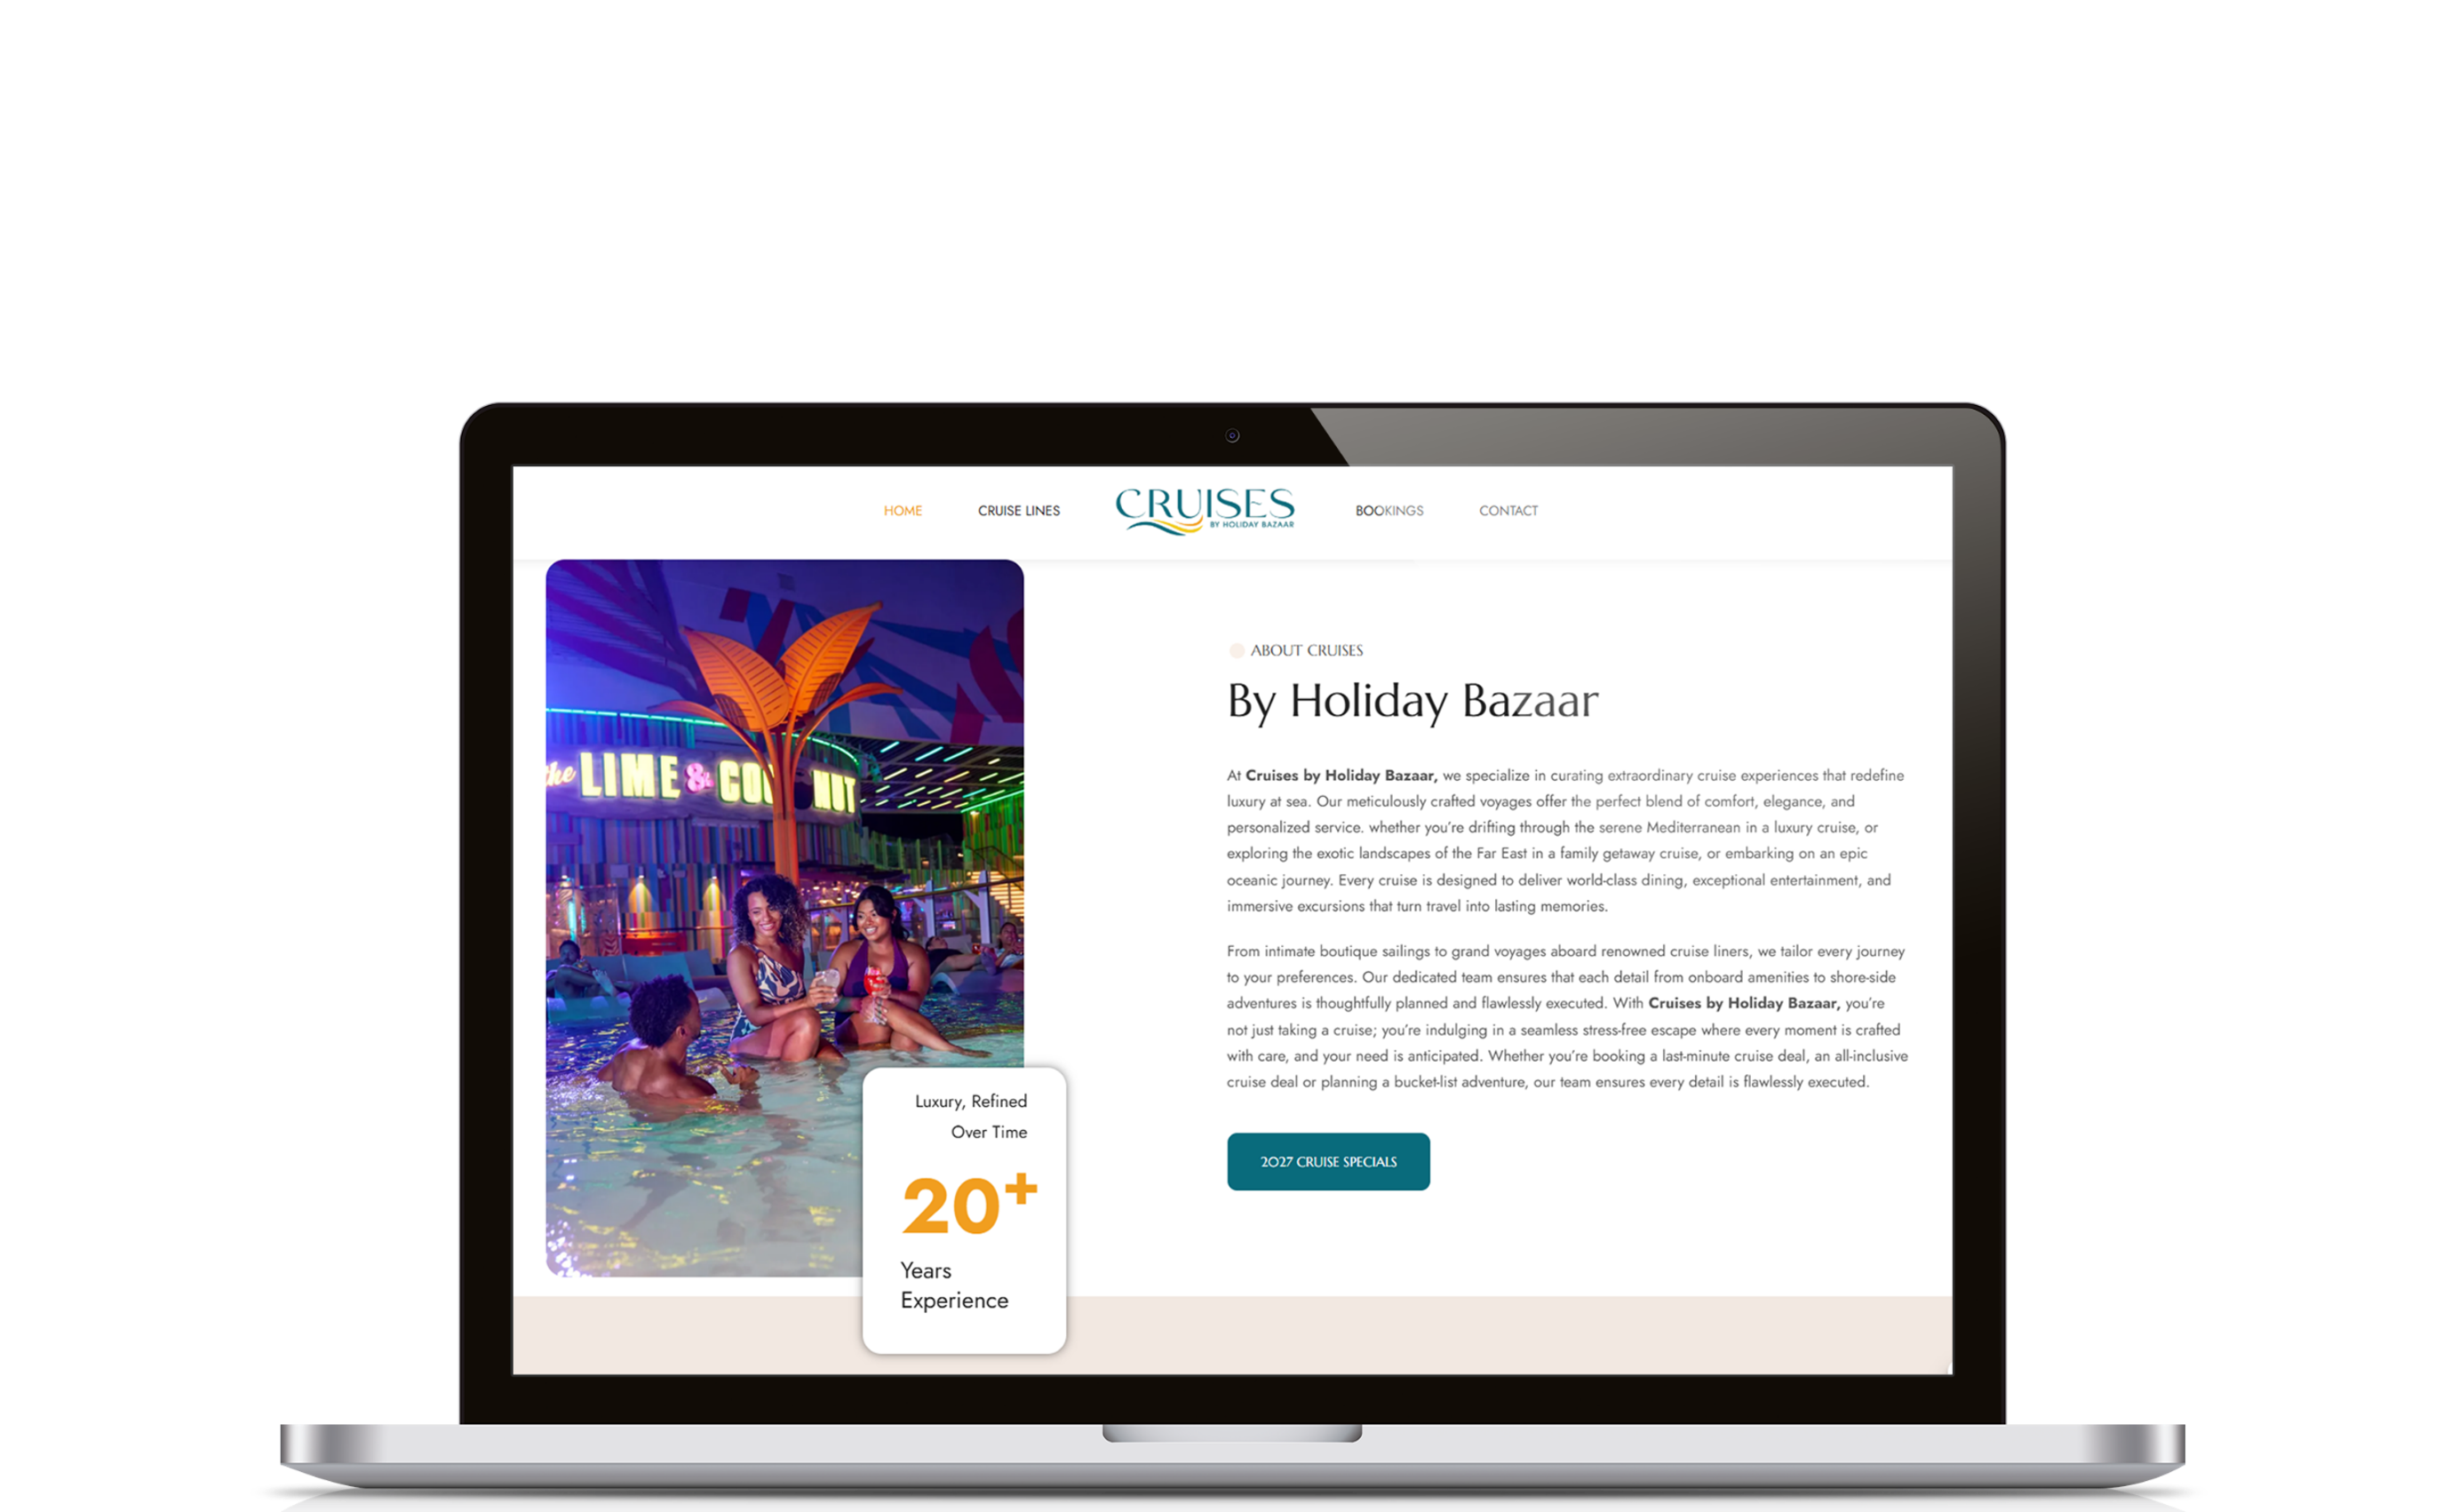 HOME
CRUISE LINES
CRUISES
BY HOLIDAY BAZAAR
BOOKINGS
CONTACT
the LIME & CO NUT
ABOUT CRUISES
By Holiday Bazaar
At Cruises by Holiday Bazaar, we specialize in curating extraordinary cruise experiences that redefine
luxury at sea. Our meticulously crafted voyages offer the perfect blend of comfort, elegance, and
personalized service. whether you're drifting through the serene Mediterranean in a luxury cruise, or
exploring the exotic landscapes of the Far East in a family getaway cruise, or embarking on an epic
oceanic journey. Every cruise is designed to deliver world-class dining, exceptional entertainment, and
immersive excursions that turn travel into lasting memories.
From intimate boutique sailings to grand voyages aboard renowned cruise liners, we tailor every journey
to your preferences. Our dedicated team ensures that each detail from onboard amenities to shore-side
adventures is thoughtfully planned and flawlessly executed. With Cruises by Holiday Bazaar, you're
not just taking a cruise; you're indulging in a seamless stress-free escape where every moment is crafted
with care, and your need is anticipated. Whether you're booking a last-minute cruise deal, an all-inclusive
cruise deal or planning a bucket-list adventure, our team ensures every detail is flawlessly executed.
2027 CRUISE SPECIALS
Luxury, Refined
Over Time
20+
Years
Experience